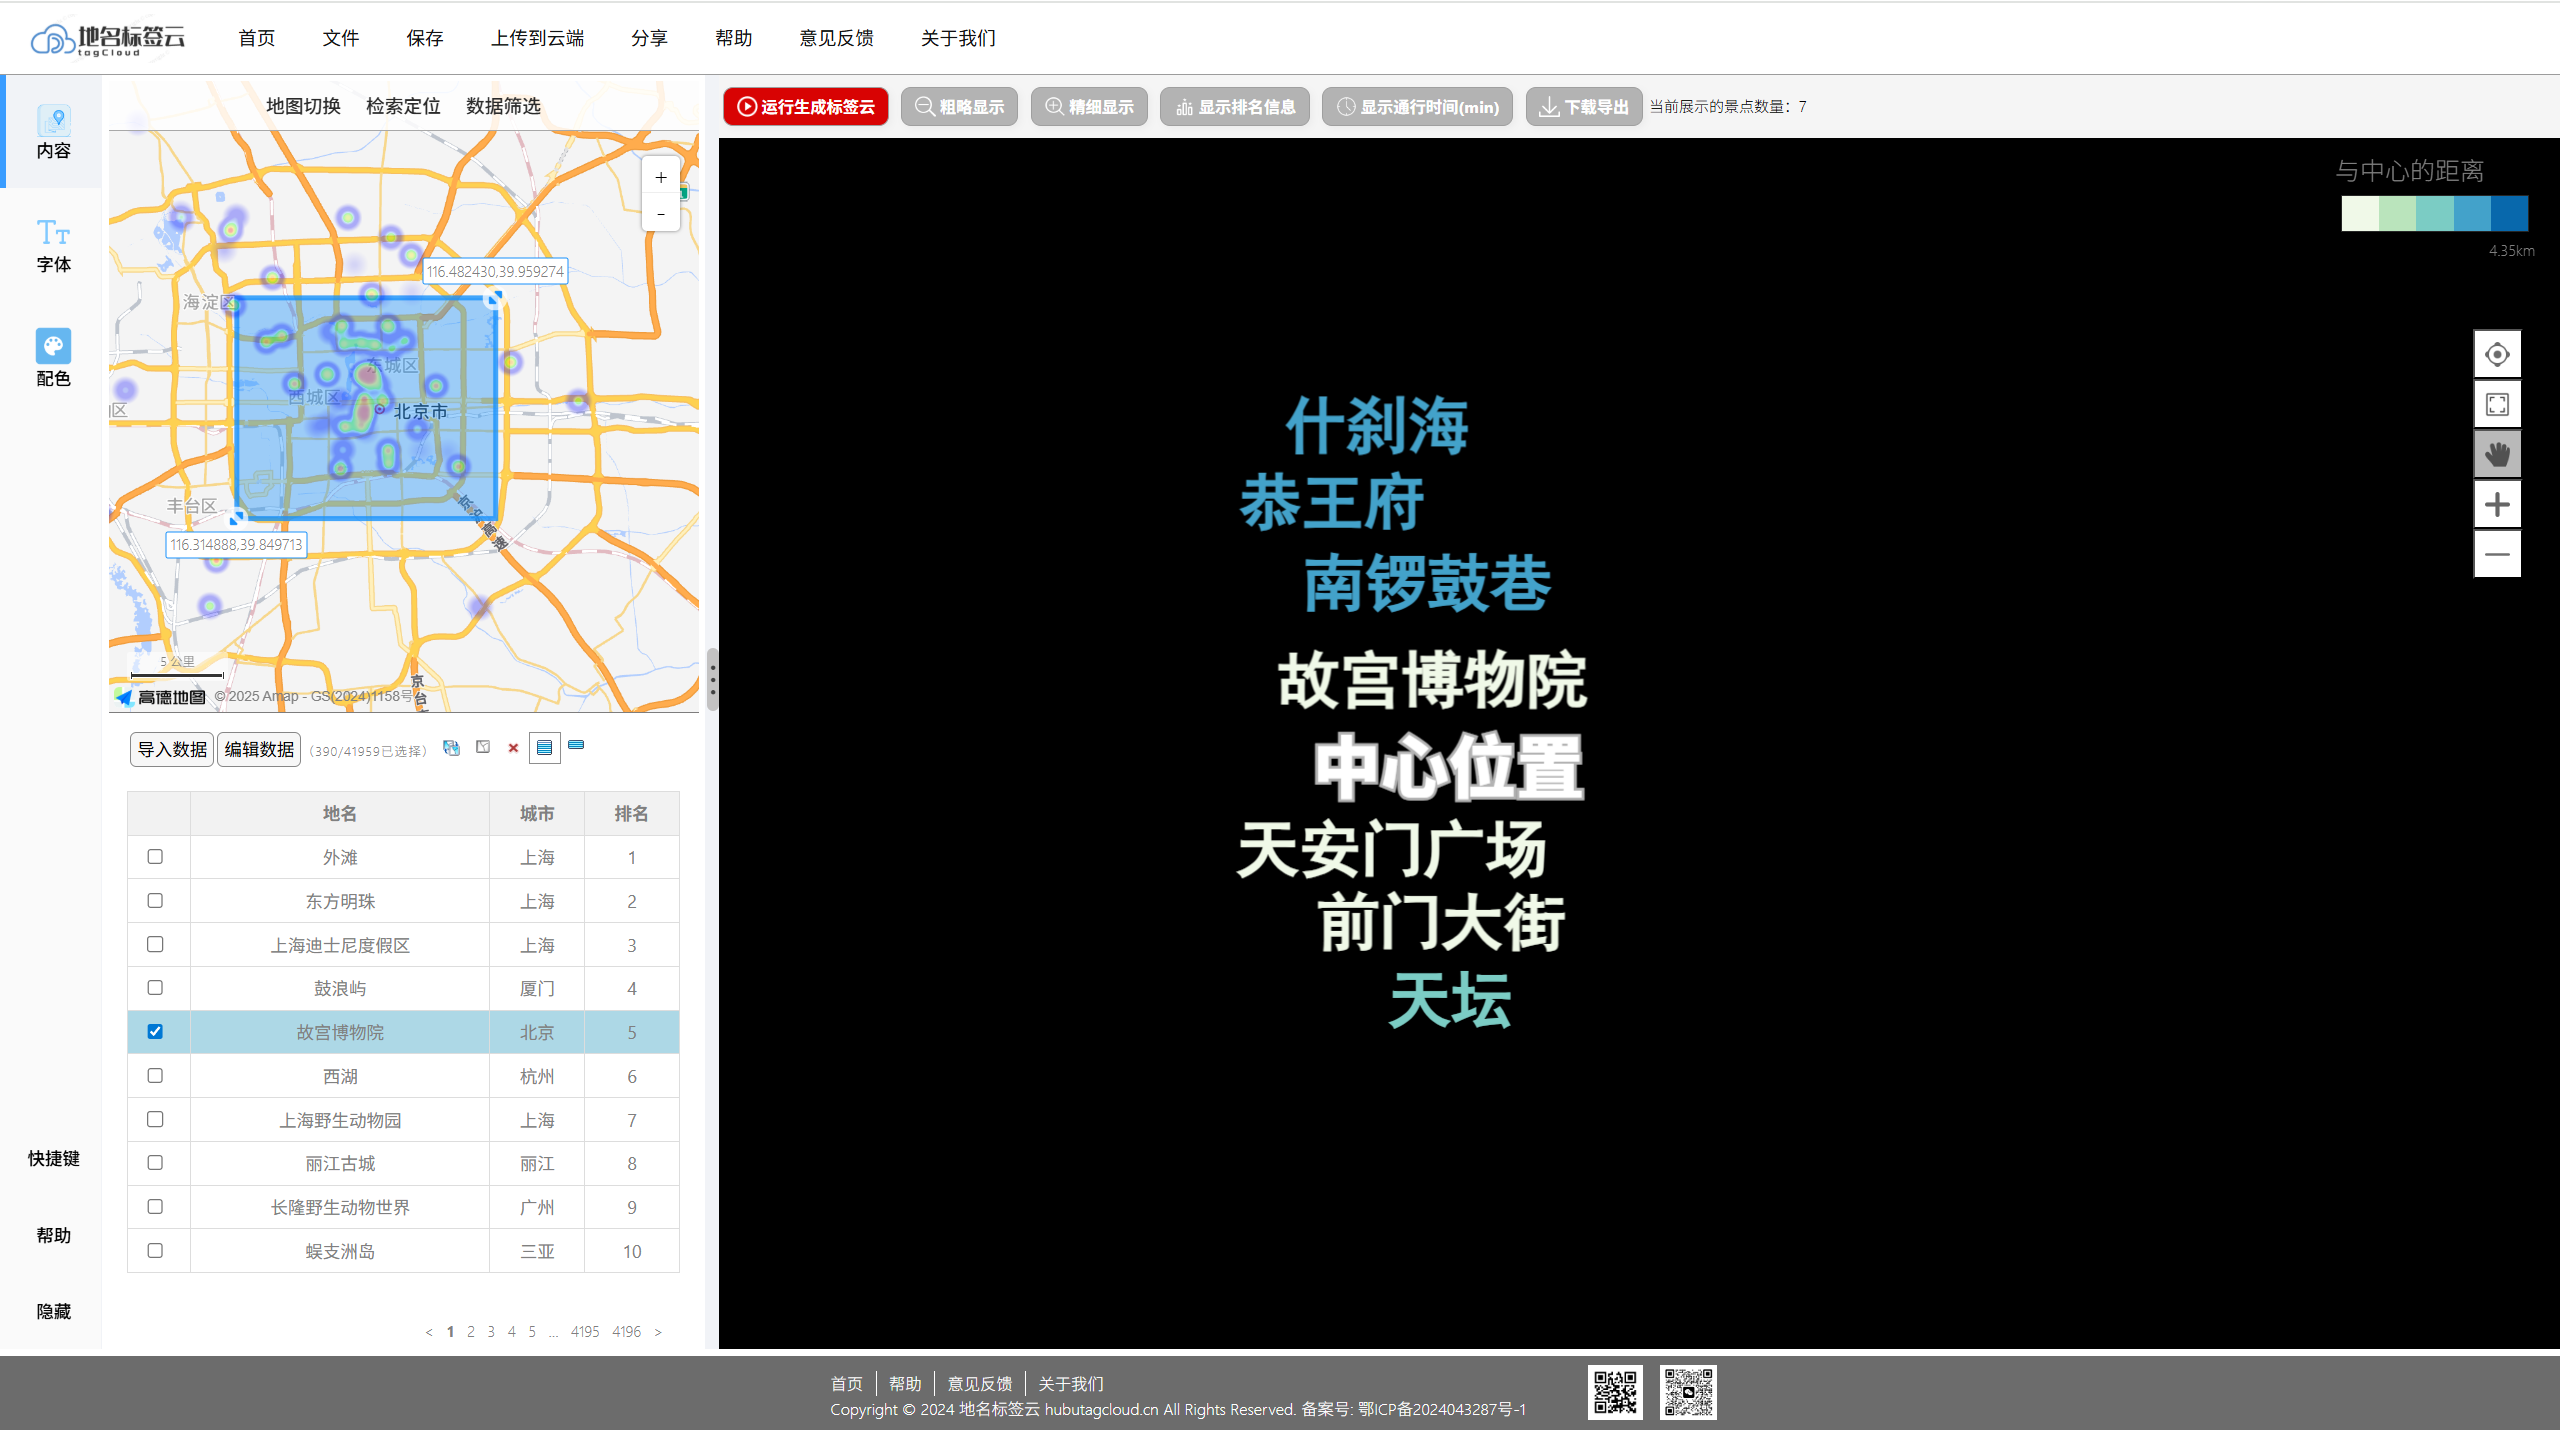 地名标签云
tagCloud
首页 文件 保存 上传到云端 分享 帮助 意见反馈 关于我们
内容
字体
配色
快捷键
帮助
隐藏
地图切换 检索定位 数据筛选
+
-
116.482430,39.959274
海淀区
东城区
西城区
北京市
区
丰台区
京沪高速
116.314888,39.849713
5 公里
京台
高德地图 © 2025 Amap - GS(2024)1158号
导入数据 编辑数据 （390/41959已选择）
地名 城市 排名
外滩 上海 1
东方明珠 上海 2
上海迪士尼度假区 上海 3
鼓浪屿 厦门 4
故宫博物院 北京 5
西湖 杭州 6
上海野生动物园 上海 7
丽江古城 丽江 8
长隆野生动物世界 广州 9
蜈支洲岛 三亚 10
< 1 2 3 4 5 ... 4195 4196 >
运行生成标签云 粗略显示 精细显示 显示排名信息 显示通行时间(min) 下载导出 当前展示的景点数量：7
与中心的距离
4.35km
什刹海
恭王府
南锣鼓巷
故宫博物院
中心位置
天安门广场
前门大街
天坛
首页 帮助 意见反馈 关于我们
Copyright © 2024 地名标签云 hubutagcloud.cn All Rights Reserved. 备案号: 鄂ICP备2024043287号-1